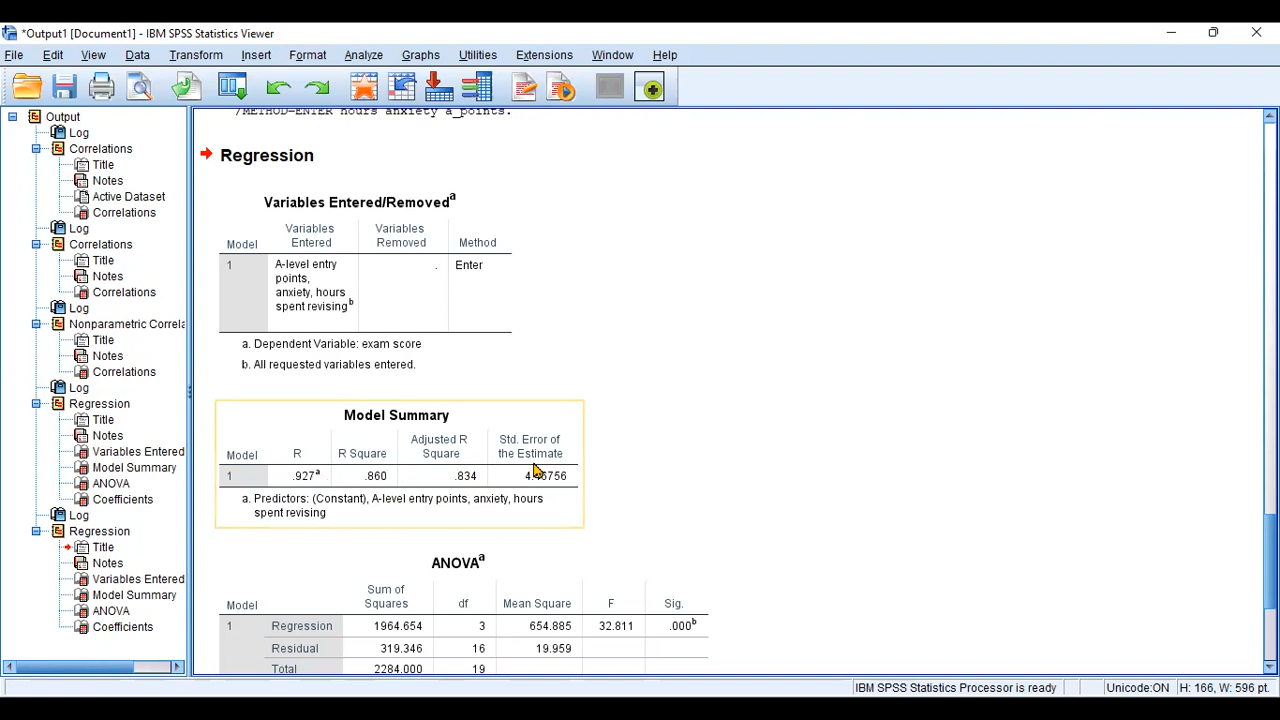 *Output1 [Document1] - IBM SPSS Statistics Viewer
File Edit View Data Transform Insert Format Analyze Graphs Utilities Extensions Window Help
Output
Log
Correlations
Title
Notes
Active Dataset
Correlations
Log
Correlations
Title
Notes
Correlations
Log
Nonparametric Correla
Title
Notes
Correlations
Log
Regression
Title
Notes
Variables Entered
Model Summary
ANOVA
Coefficients
Log
Regression
Title
Notes
Variables Entered
Model Summary
ANOVA
Coefficients
/METHOD=ENTER hours anxiety a_points.
Regression
Variables Entered/Removed a
Model Variables Entered Variables Removed Method
1 A-level entry . Enter
points,
anxiety, hours
spent revising b
a. Dependent Variable: exam score
b. All requested variables entered.
Model Summary
Model R R Square Adjusted R Square Std. Error of the Estimate
1 .927a .860 .834
a. Predictors: (Constant), A-level entry points, anxiety, hours
spent revising
ANOVA a
Model Sum of Squares df Mean Square F Sig.
1 Regression 1964.654 3 654.885 32.811 .000b
Residual 319.346 16 19.959
Total 2284.000 19
IBM SPSS Statistics Processor is ready Unicode:ON H: 166, W: 596 pt.